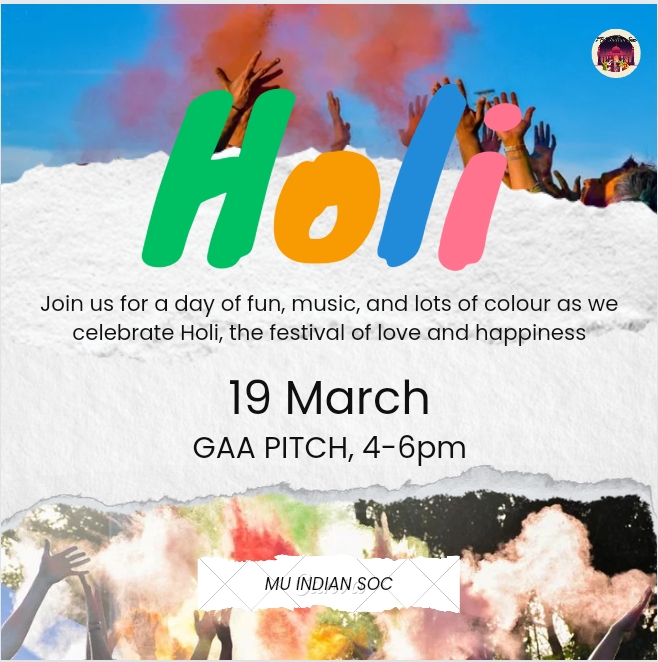 Holi
Join us for a day of fun, music, and lots of colour as we
celebrate Holi, the festival of love and happiness
19 March
GAA PITCH, 4-6pm
MU INDIAN SOC